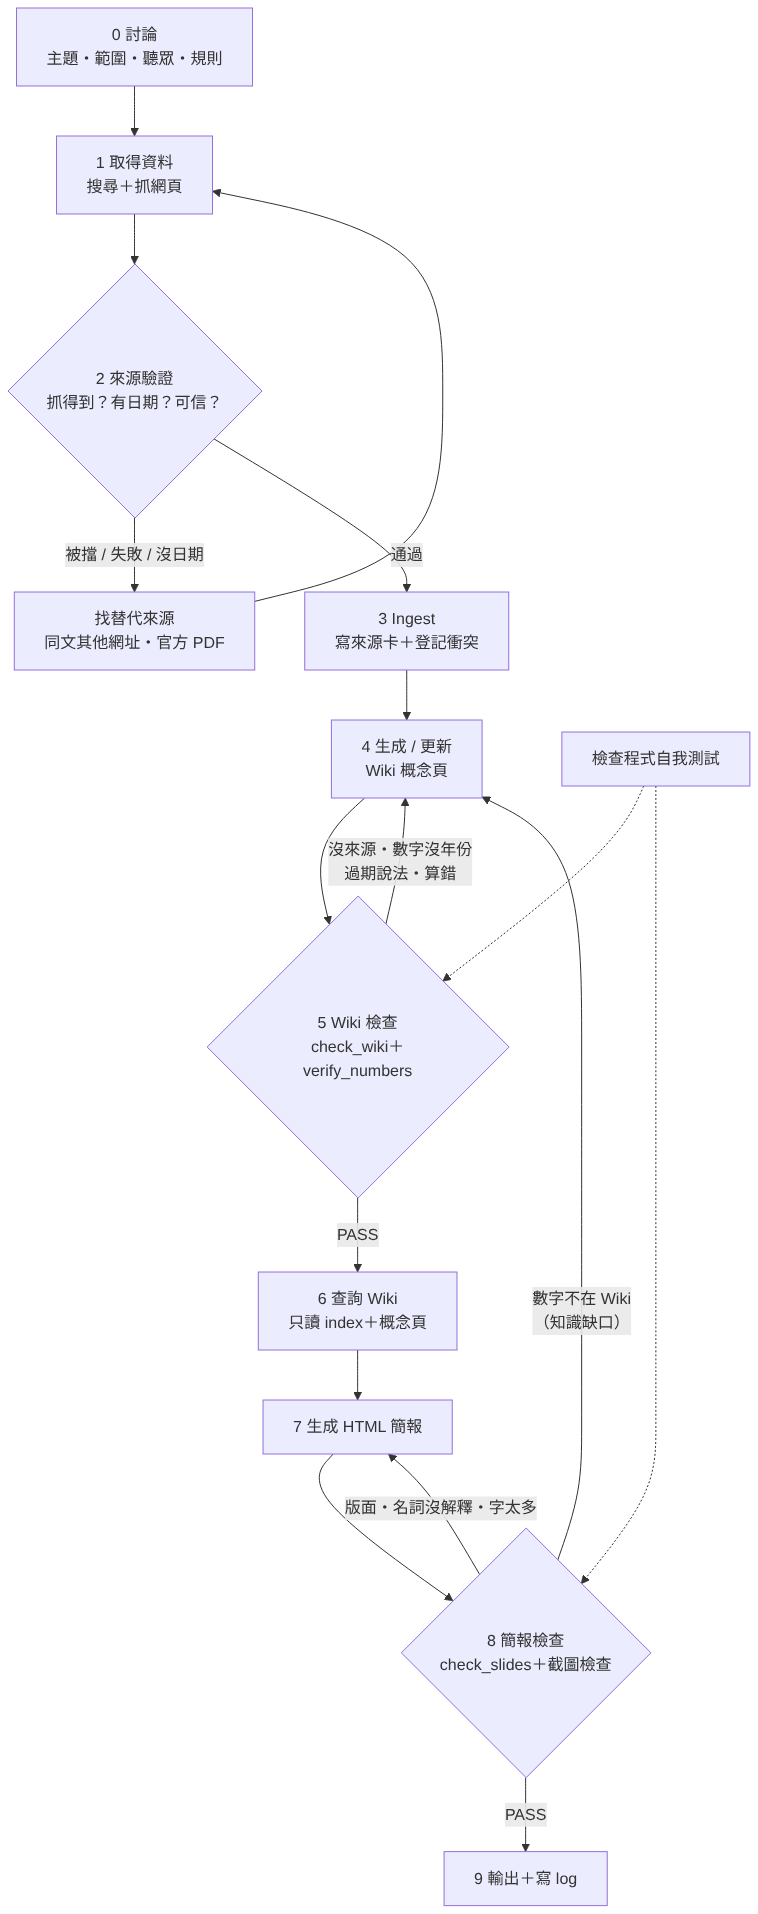 0 討論
主題・範圍・聽眾・規則
1 取得資料
搜尋＋抓網頁
2 來源驗證
抓得到？有日期？可信？
被擋 / 失敗 / 沒日期
通過
找替代來源
同文其他網址・官方 PDF
3 Ingest
寫來源卡＋登記衝突
4 生成 / 更新
Wiki 概念頁
檢查程式自我測試
沒來源・數字沒年份
過期說法・算錯
5 Wiki 檢查
check_wiki＋
verify_numbers
PASS
6 查詢 Wiki
只讀 index＋概念頁
數字不在 Wiki
（知識缺口）
7 生成 HTML 簡報
版面・名詞沒解釋・字太多
8 簡報檢查
check_slides＋截圖檢查
PASS
9 輸出＋寫 log